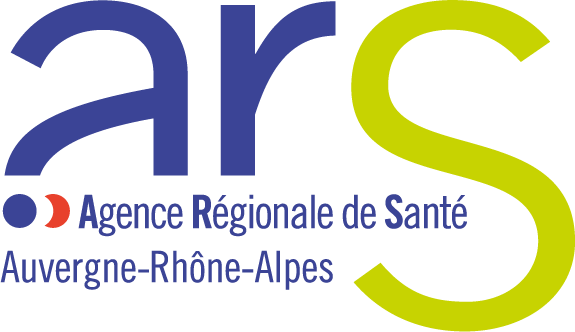 ars
Agence Régionale de Santé
Auvergne-Rhône-Alpes